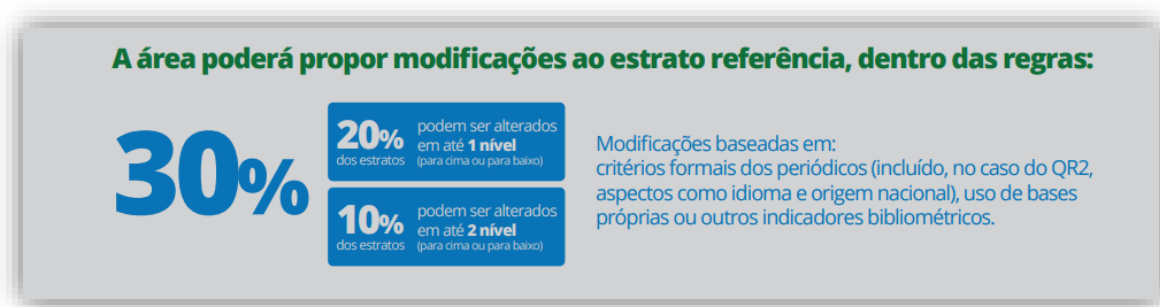 A área poderá propor modificações ao estrato referência, dentro das regras:
30%
20%
dos estratos
podem ser alterados
em até 1 nível
(para cima ou para baixo)
10%
dos estratos
podem ser alterados
em até 2 nível
(para cima ou para baixo)
Modificações baseadas em:
critérios formais dos periódicos (incluído, no caso do QR2,
aspectos como idioma e origem nacional), uso de bases
próprias ou outros indicadores bibliométricos.